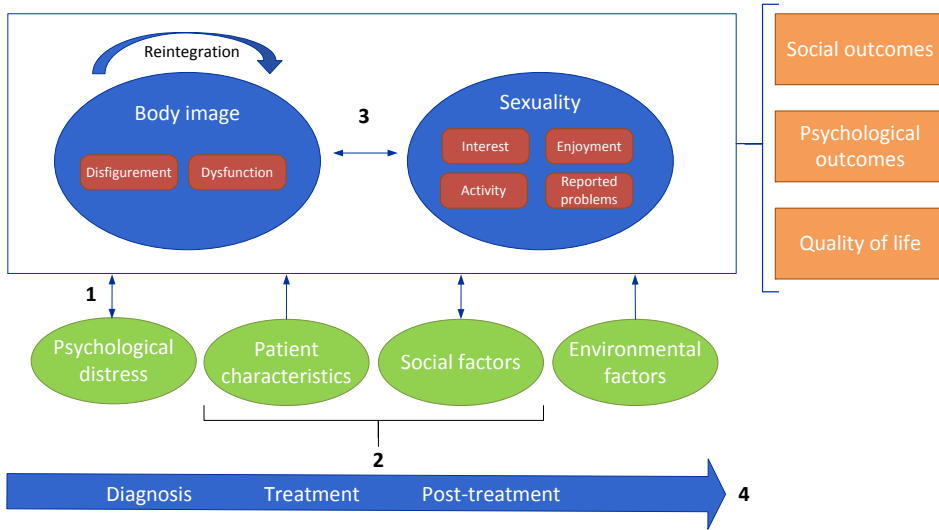 Reintegration
Body image
Disfigurement
Dysfunction
3
Sexuality
Interest
Enjoyment
Activity
Reported
problems
Social outcomes
Psychological
outcomes
Quality of life
1
Psychological
distress
Patient
characteristics
Social factors
Environmental
factors
2
Diagnosis
Treatment
Post-treatment
4